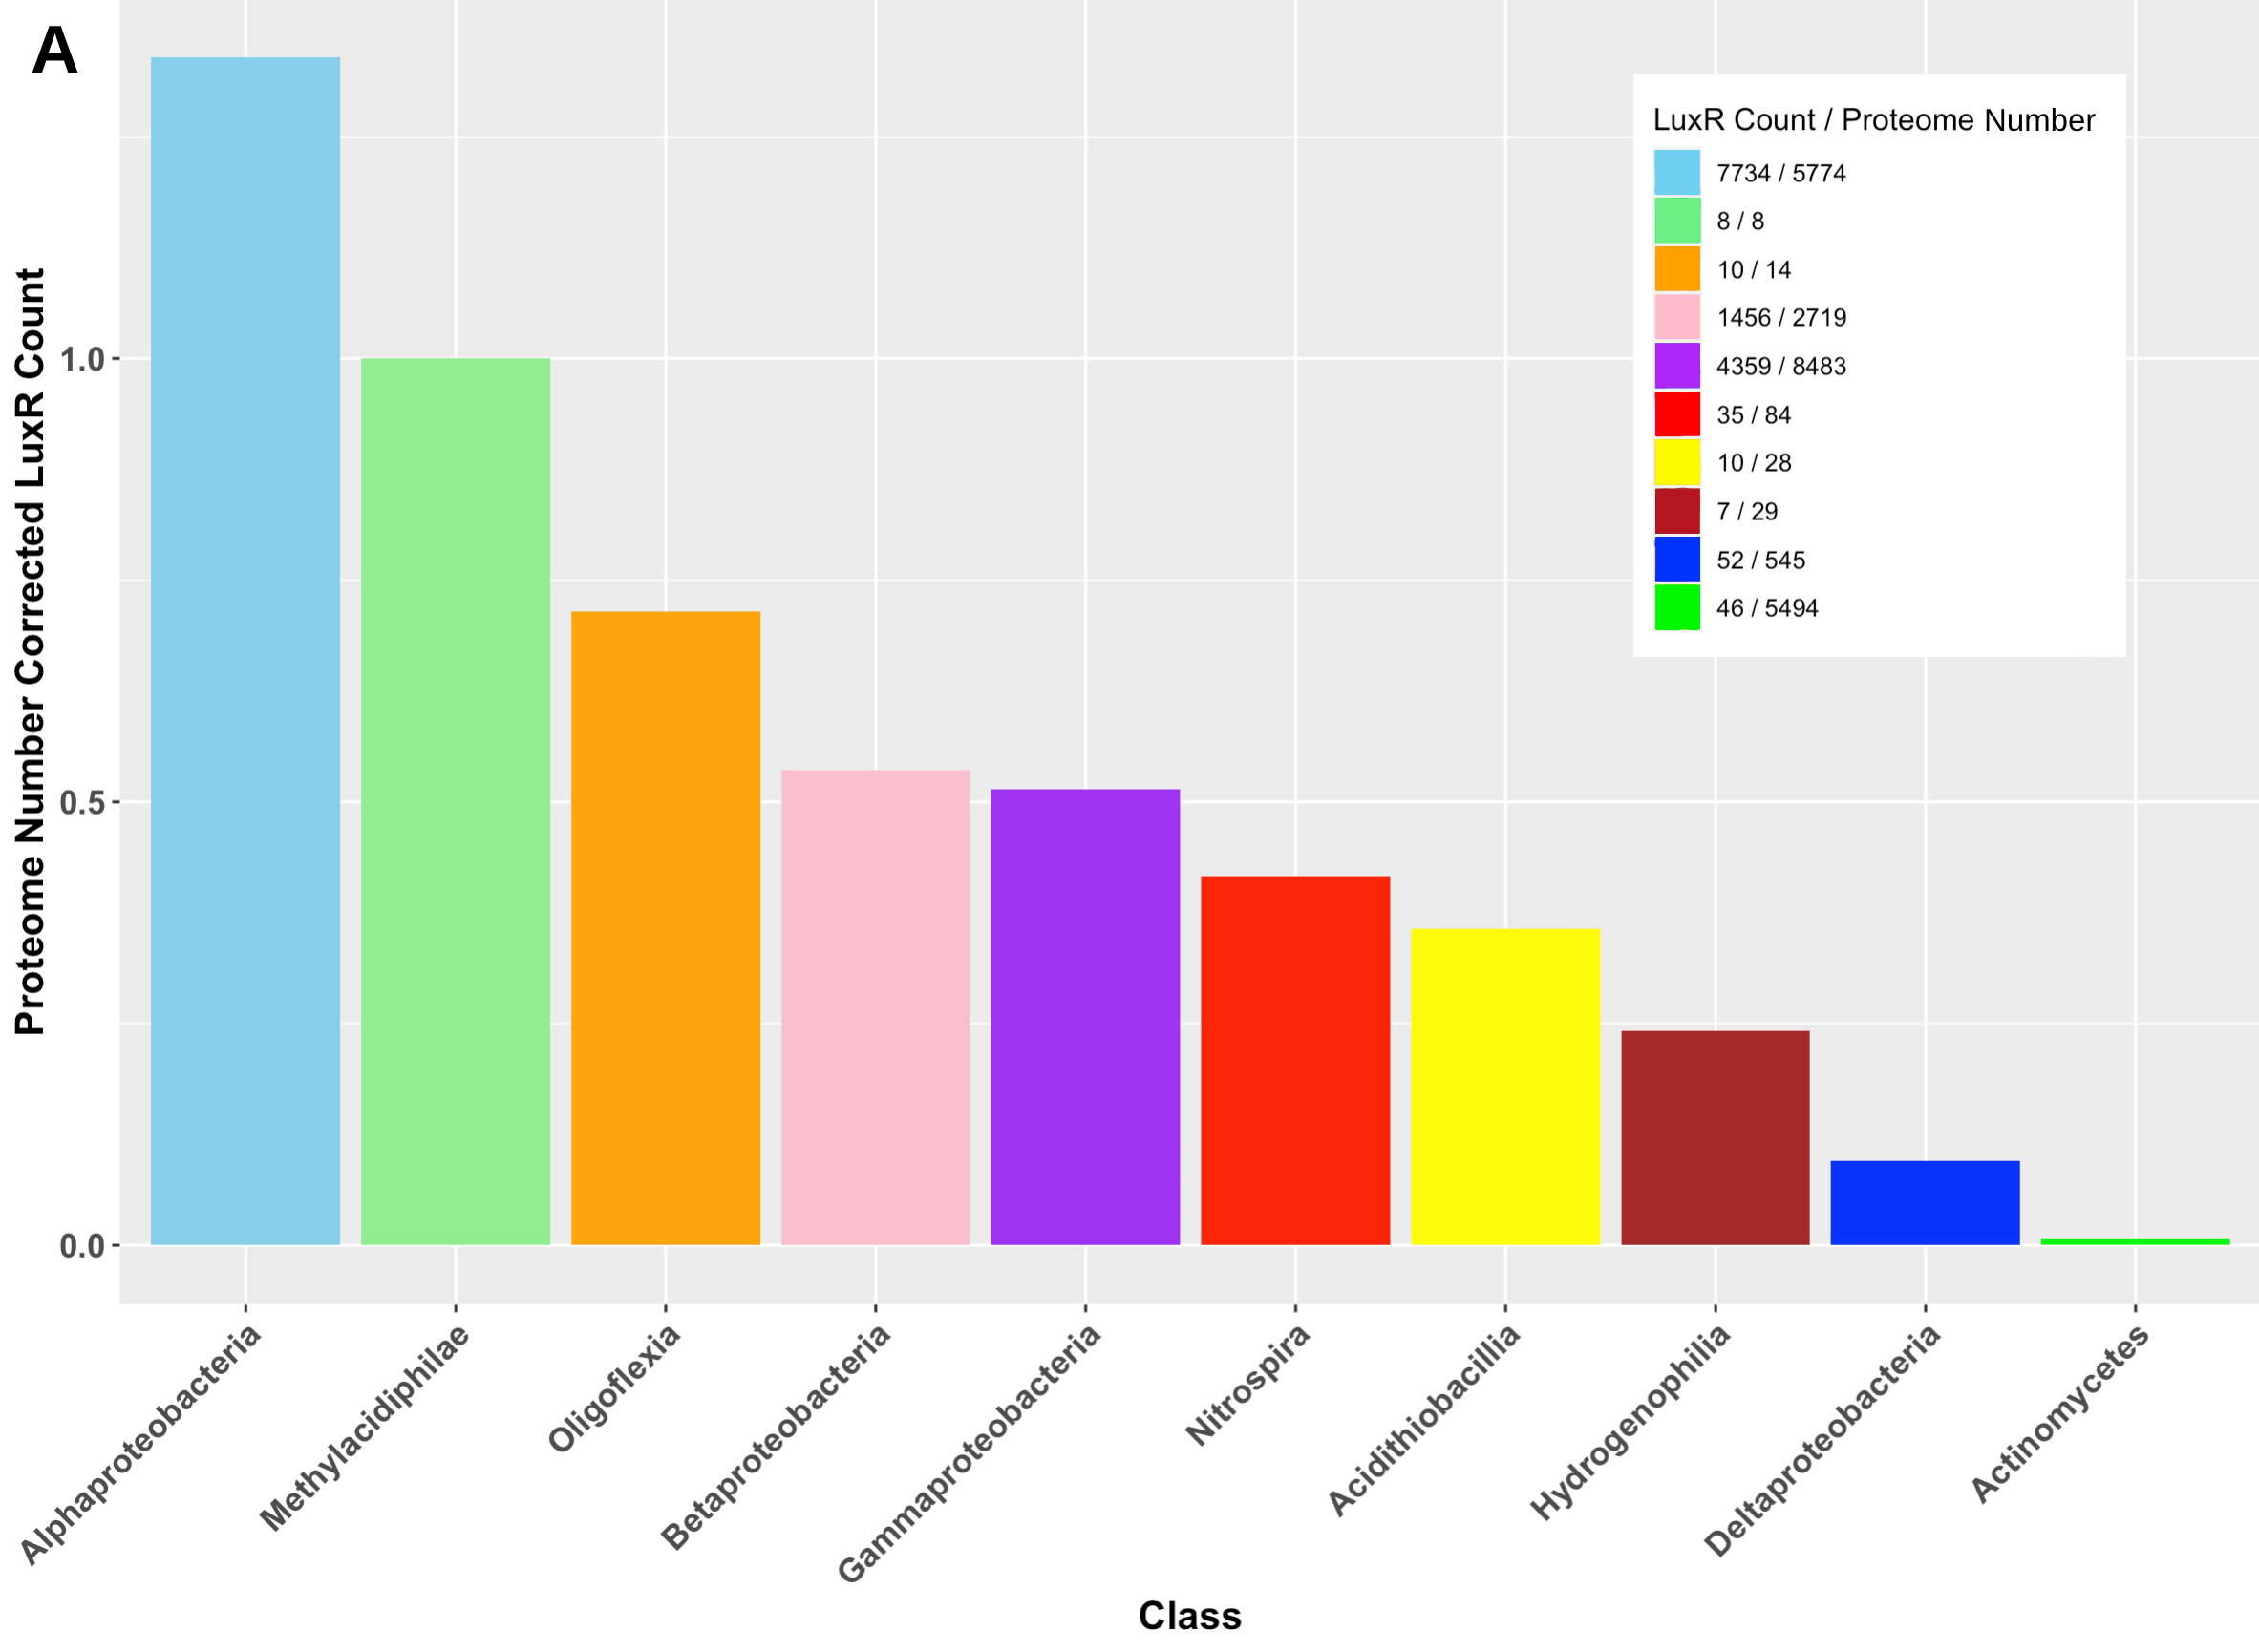 A
Proteome Number Corrected LuxR Count
1.0
0.5
0.0
LuxR Count / Proteome Number
7734 / 5774
8 / 8
10 / 14
1456 / 2719
4359 / 8483
35 / 84
10 / 28
7 / 29
52 / 545
46 / 5494
Alphaproteobacteria
Methylacidiphilae
Oligoflexia
Betaproteobacteria
Gammaproteobacteria
Nitrospira
Acidithiobacillia
Hydrogenophilia
Deltaproteobacteria
Actinomycetes
Class